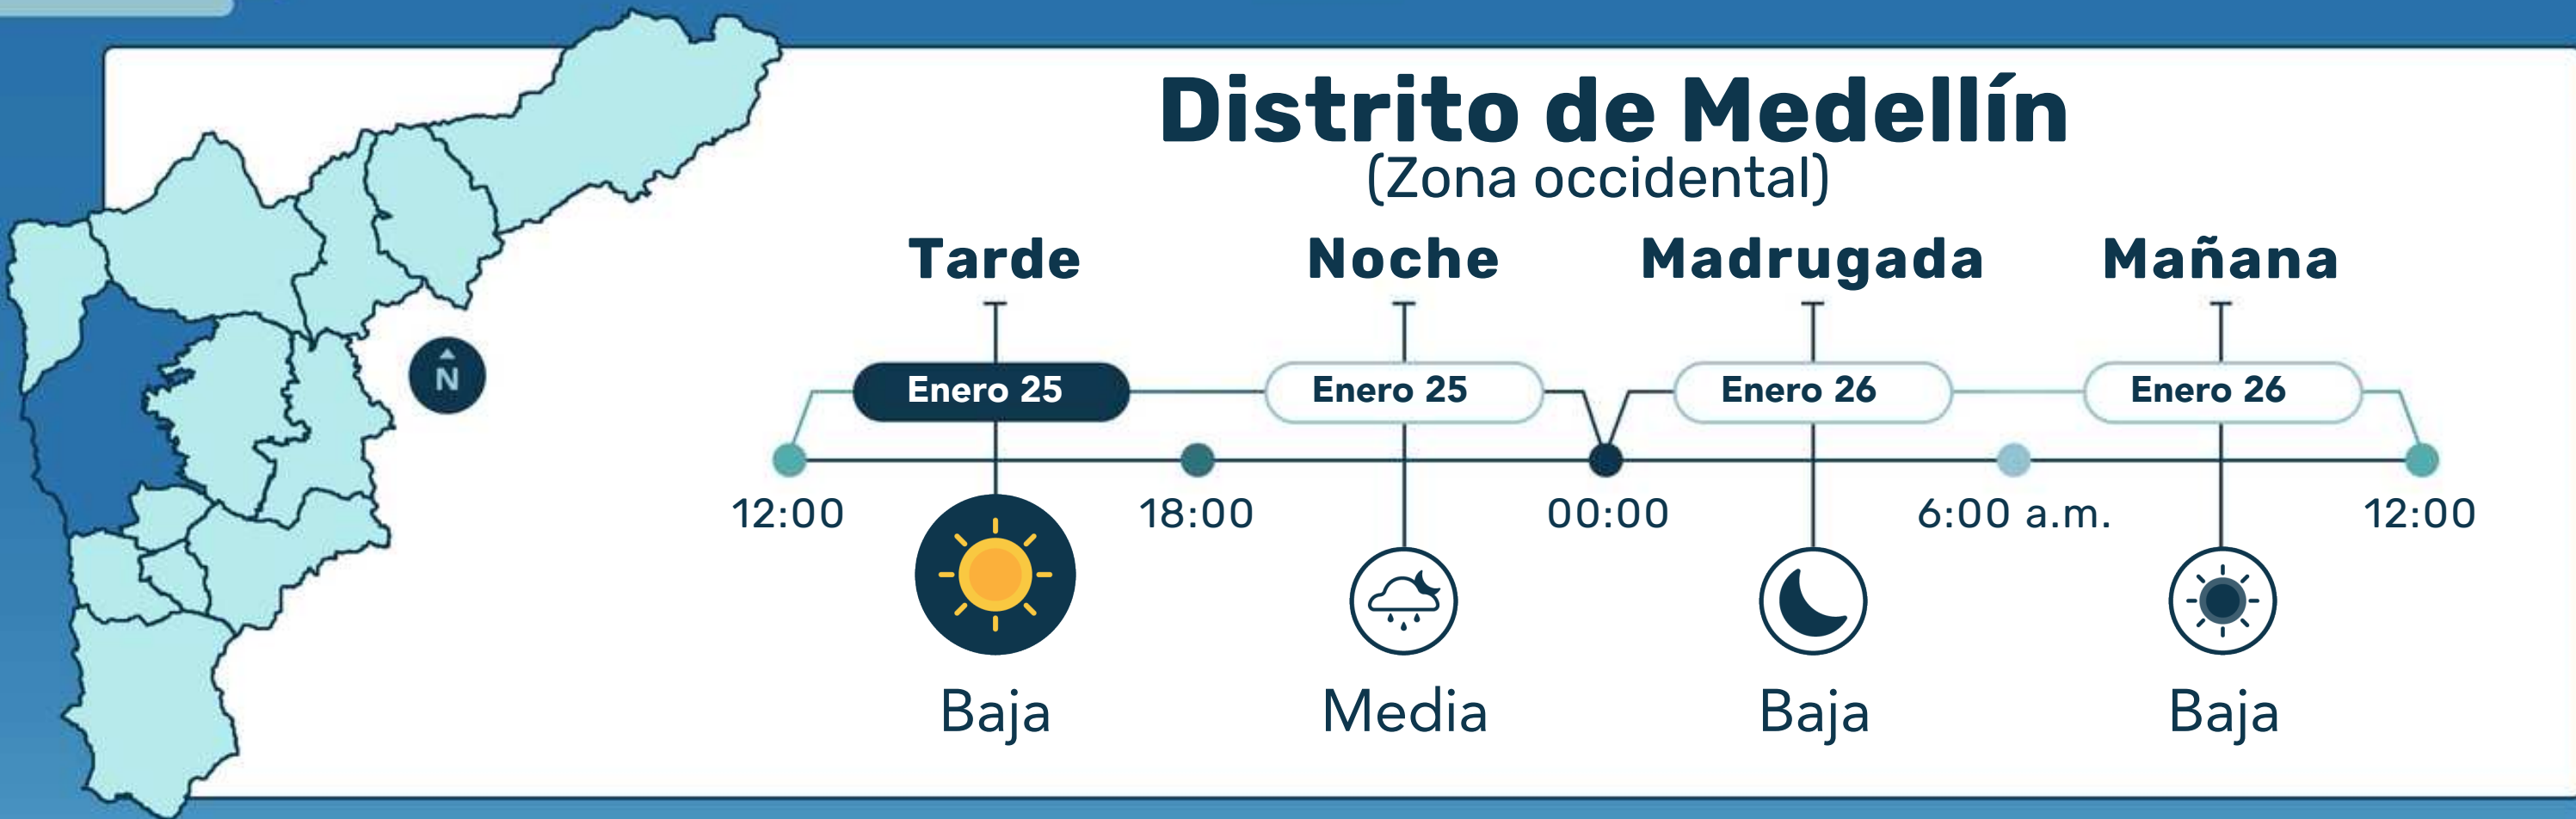 Distrito de Medellín
(Zona occidental)
Tarde Noche Madrugada Mañana
N
Enero 25 Enero 25 Enero 26 Enero 26
12:00 18:00 00:00 6:00 a.m. 12:00
Baja Media Baja Baja